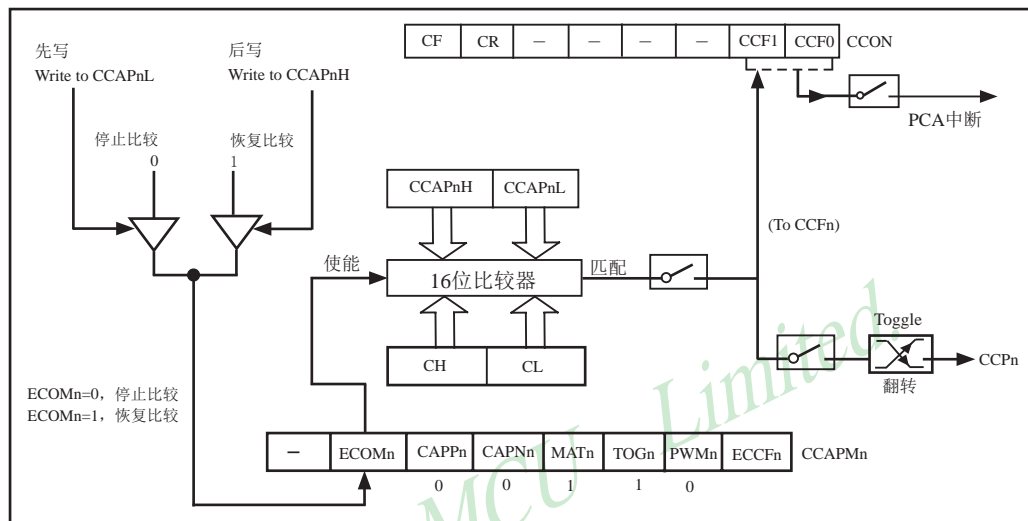 CF CR － － － － CCF1 CCF0 CCON
先写
Write to CCAPnL
后写
Write to CCAPnH
PCA中断
停止比较
0
恢复比较
1
CCAPnH CCAPnL
(To CCFn)
使能
16位比较器
匹配
Toggle
CH CL
CCPn
翻转
ECOMn=0，停止比较
ECOMn=1，恢复比较
－ ECOMn CAPPn CAPNn MATn TOGn PWMn ECCFn CCAPMn
0 0 1 1 0
MCU Limited.